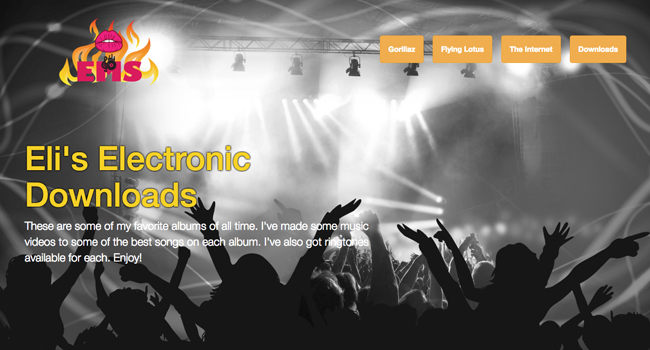 EMS
Gorillaz
Flying Lotus
The Internet
Downloads
Eli's Electronic
Downloads
These are some of my favorite albums of all time. I've made some music
videos to some of the best songs on each album. I've also got ringtones
available for each. Enjoy!